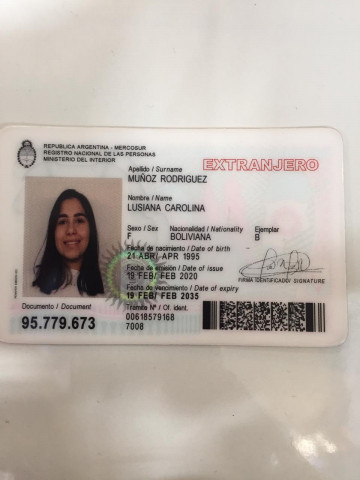 REPUBLICA ARGENTINA - MERCOSUR
REGISTRO NACIONAL DE LAS PERSONAS
MINISTERIO DEL INTERIOR
EXTRANJERO
Apellido / Surname
MUÑOZ RODRIGUEZ
Nombre / Name
LUSIANA CAROLINA
Sexo / Sex Nacionalidad / Nationality Ejemplar
F BOLIVIANA B
Fecha de nacimiento / Date of birth
21 ABR/ APR 1995
Fecha de emisión / Date of issue
19 FEB/ FEB 2020
Fecha de vencimiento / Date of expiry
19 FEB/ FEB 2035
FIRMA IDENTIFICADO/ SIGNATURE
Documento / Document
95.779.673
Trámite Nº / Of. ident.
00618579168
7008